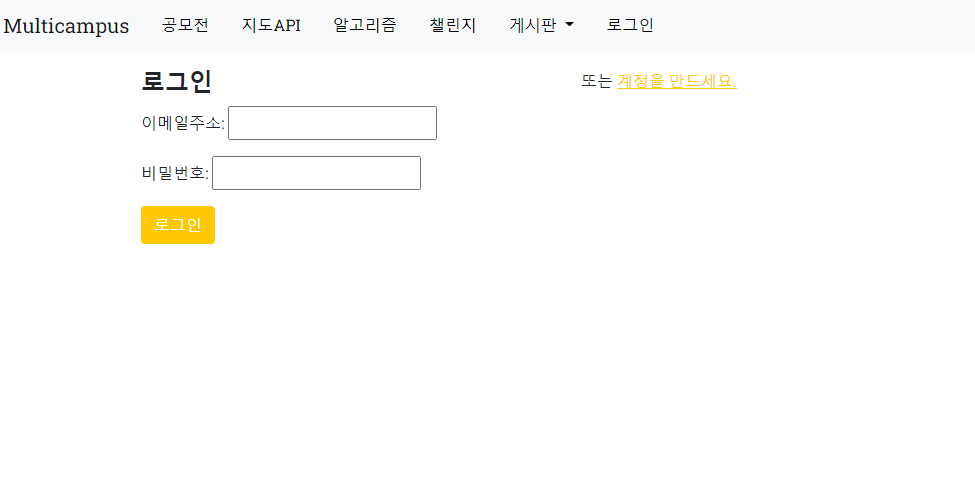 Multicampus 공모전 지도API 알고리즘 챌린지 게시판 로그인
로그인
또는 계정을 만드세요.
이메일주소:
비밀번호:
로그인